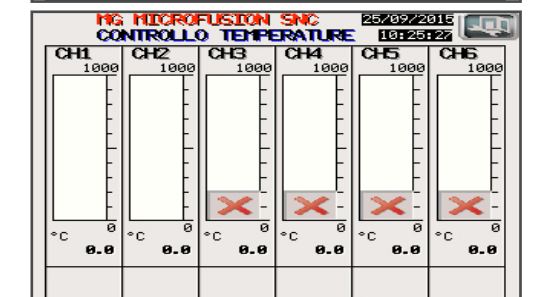 MG MICROFUSION SNC 25/09/2015
CONTROLLO TEMPERATURE 10:25:27
CH1 CH2 CH3 CH4 CH5 CH6
1000 1000 1000 1000 1000 1000
0 0 0 0 0 0
°C °C °C °C °C °C
0.0 0.0 0.0 0.0 0.0 0.0